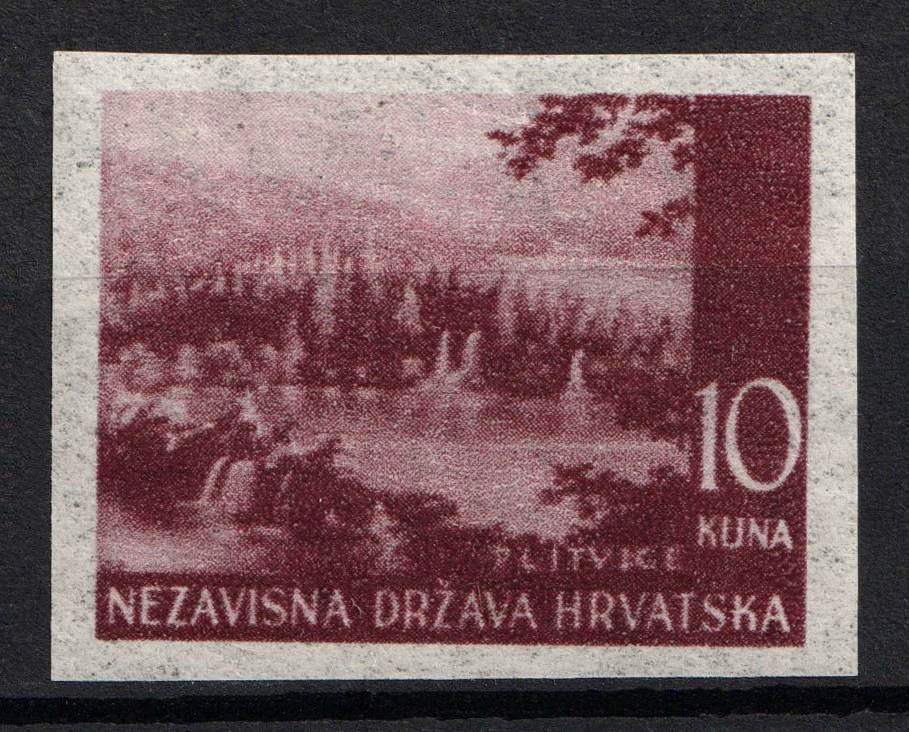 10
KUNA
PLITVICE
NEZAVISNA DRŽAVA HRVATSKA